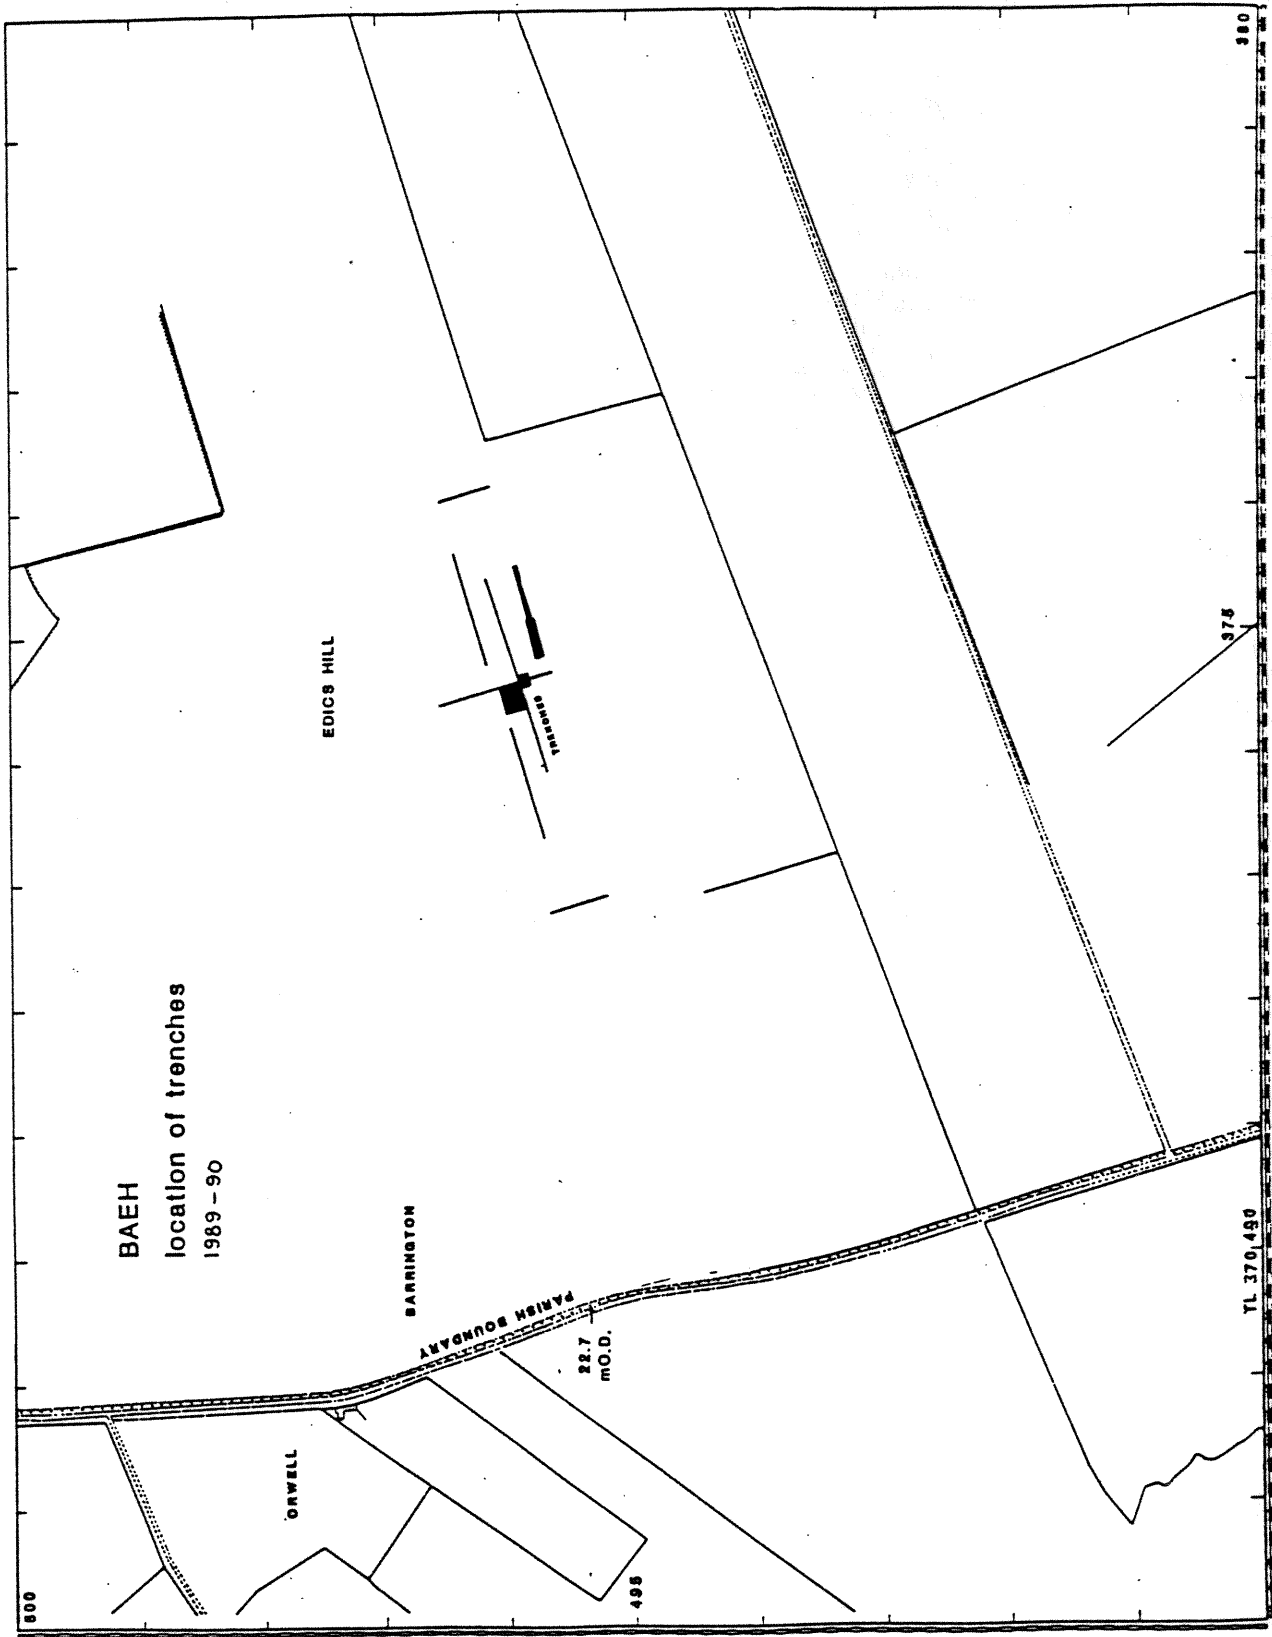 BAEH
location of trenches
1989-90
EDICS HILL
TRENCHES
BARRINGTON
PARISH BOUNDARY
22.7
mO.D.
ORWELL
500
495
TL 370,490
375
380